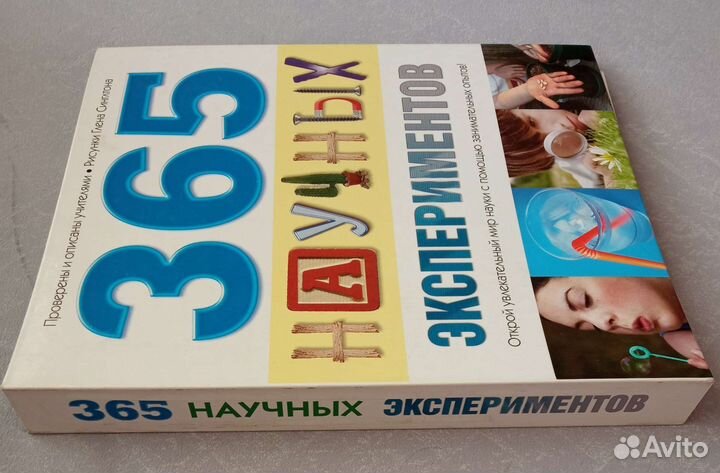 Проверены и описаны учителями • Рисунки Глена Синглтона
365
НАУЧНЫХ
ЭКСПЕРИМЕНТОВ
Открой увлекательный мир науки с помощью занимательных опытов!
365 НАУЧНЫХ ЭКСПЕРИМЕНТОВ
Avito